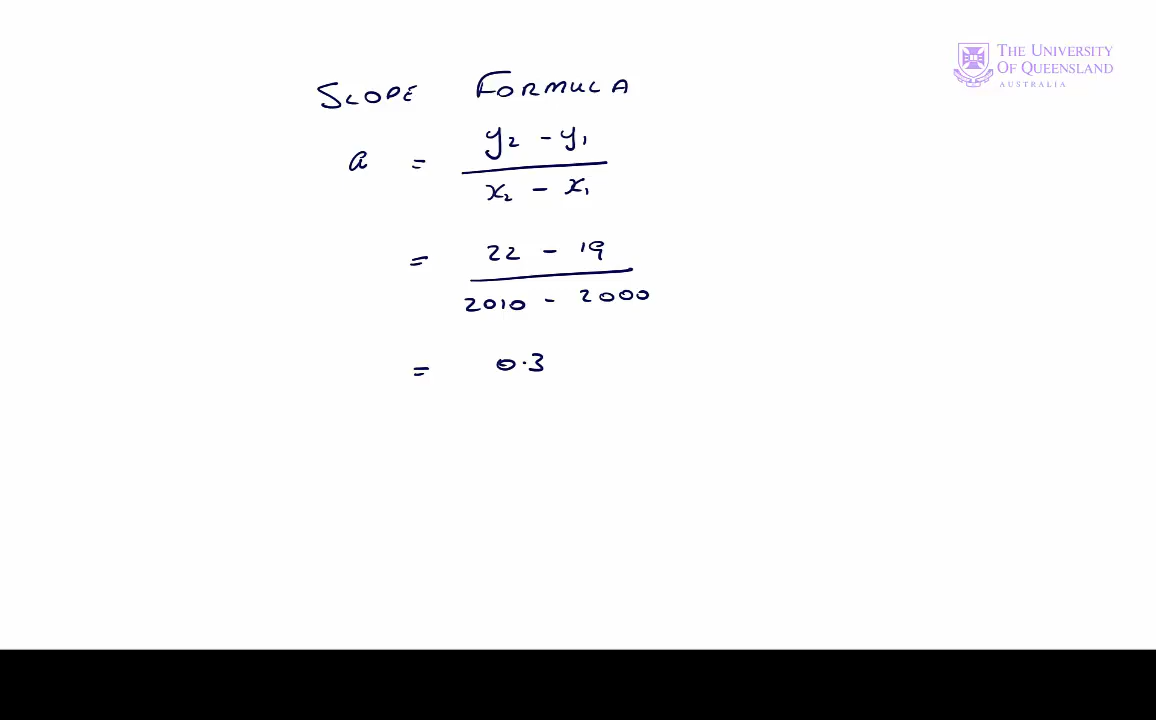 THE UNIVERSITY
OF QUEENSLAND
AUSTRALIA
SLOPE FORMULA
a = y₂ - y₁
x₂ - x₁
= 22 - 19
2010 - 2000
= 0.3